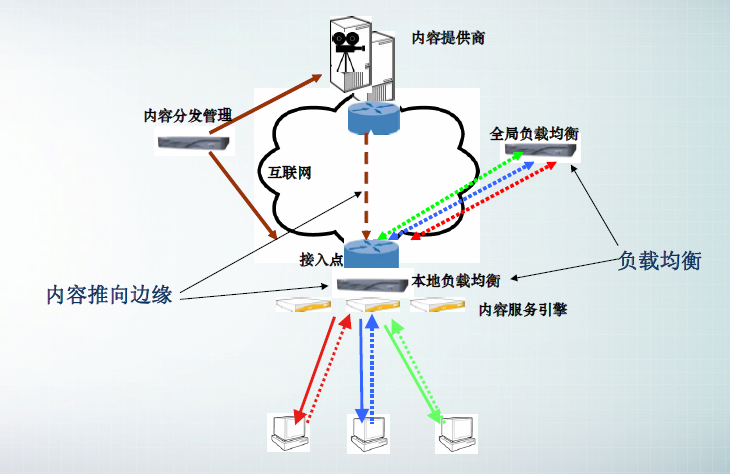 内容提供商
内容分发管理
全局负载均衡
互联网
接入点
负载均衡
本地负载均衡
内容推向边缘
内容服务引擎